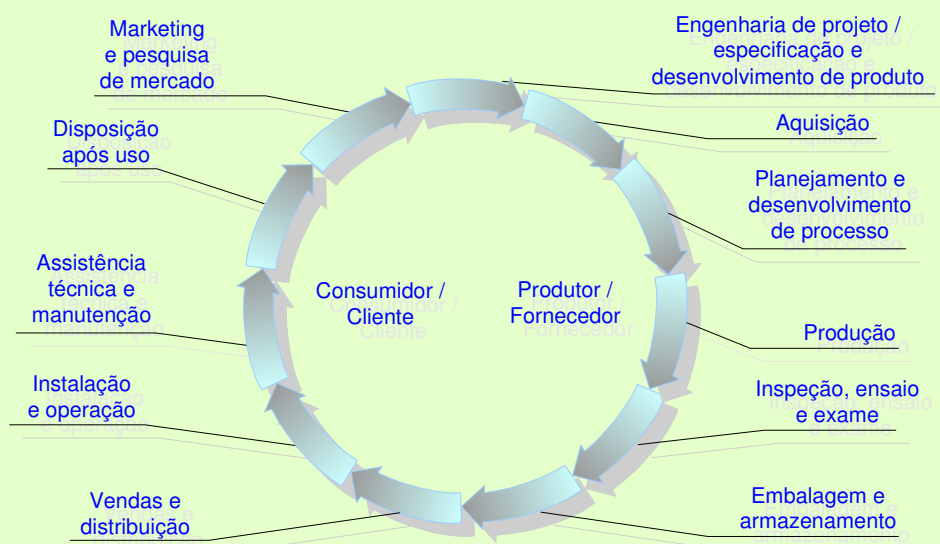 Marketing
e pesquisa
de mercado
Engenharia de projeto /
especificação e
desenvolvimento de produto
Aquisição
Disposição
após uso
Planejamento e
desenvolvimento
de processo
Assistência
técnica e
manutenção
Consumidor /
Cliente
Produtor /
Fornecedor
Produção
Instalação
e operação
Inspeção, ensaio
e exame
Vendas e
distribuição
Embalagem e
armazenamento